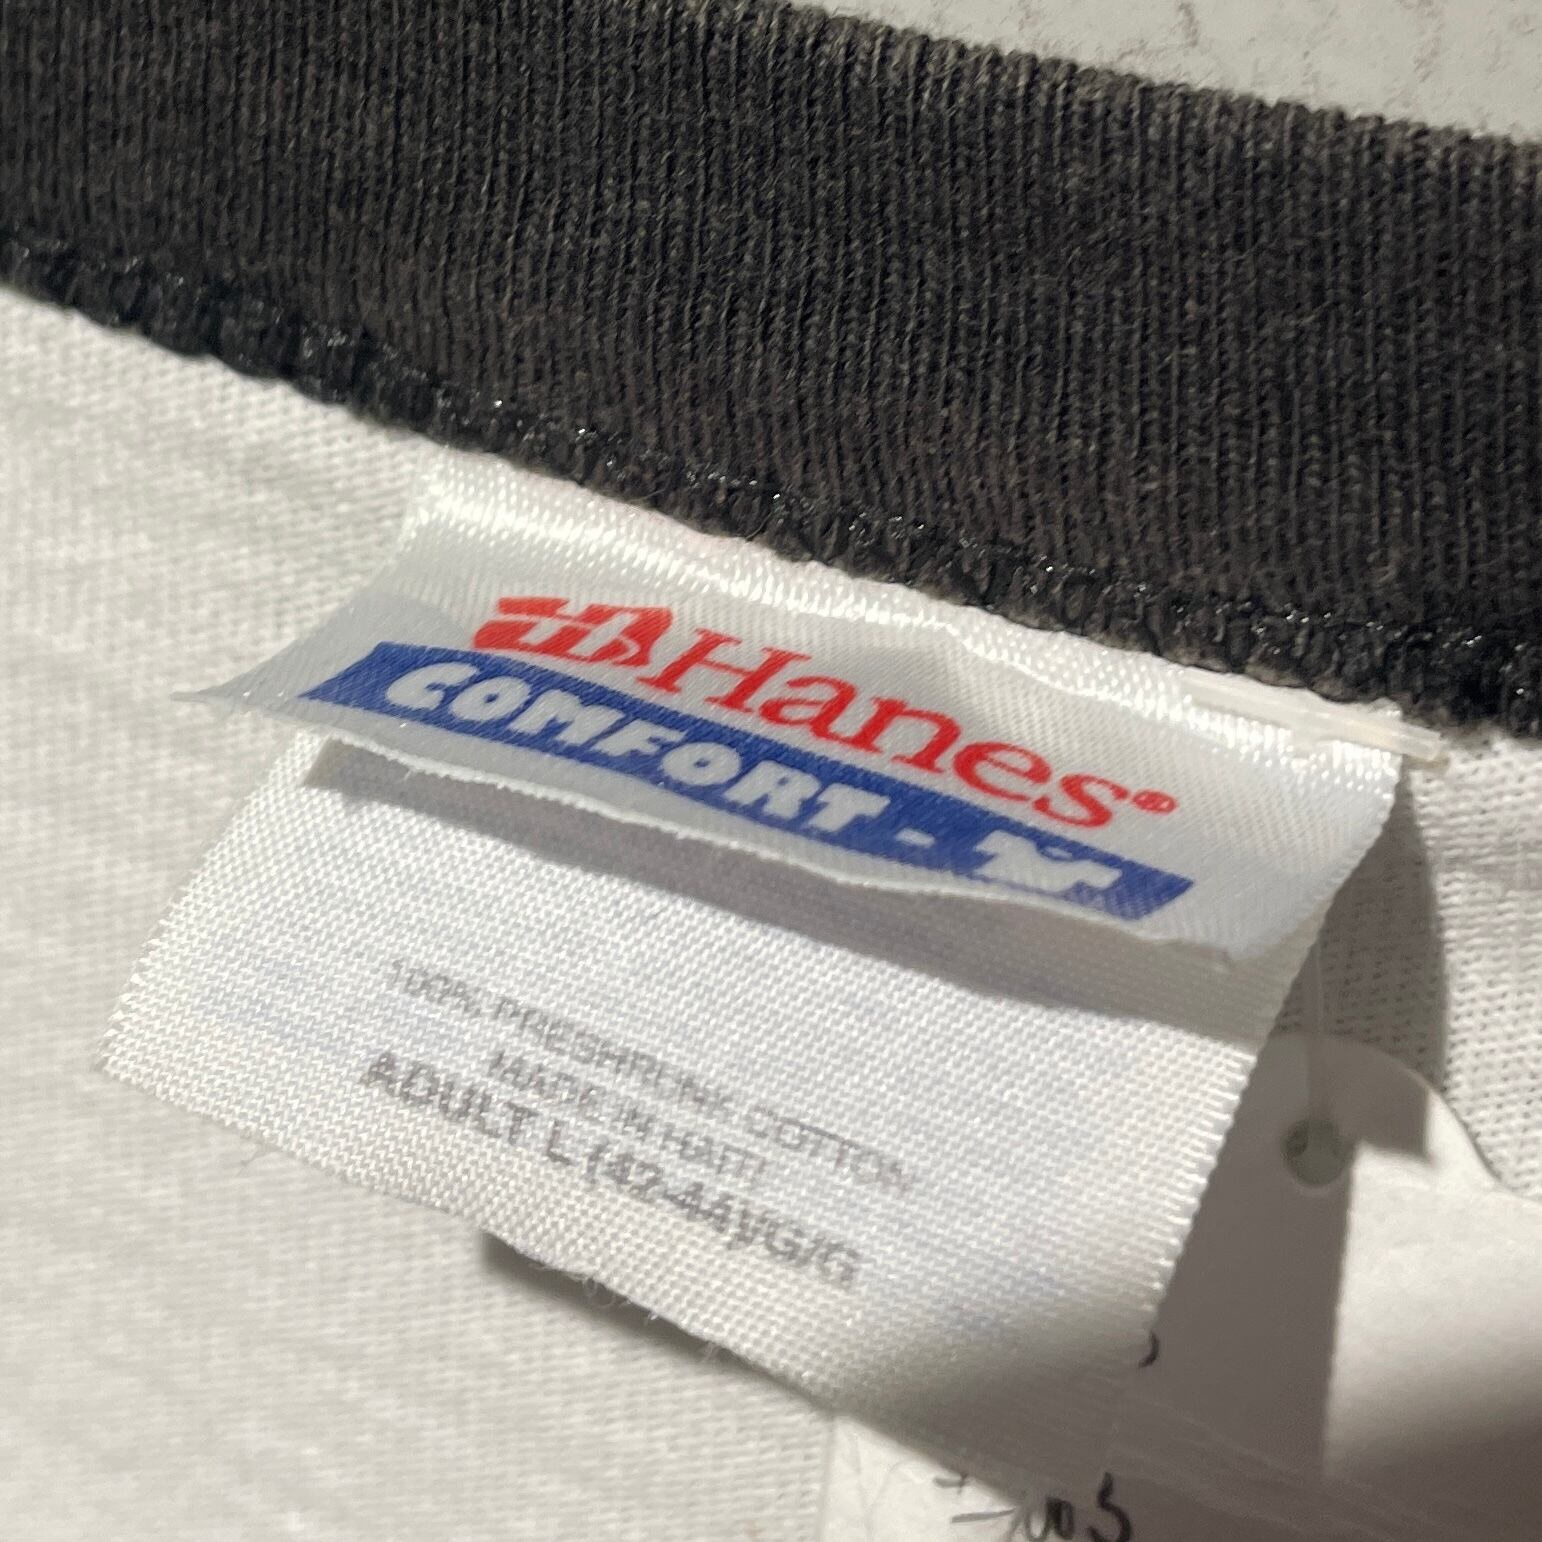 Hanes®
COMFORT-
100% PRESHRUNK COTTON
MADE IN HAITI
ADULT L (42-44)/G/G